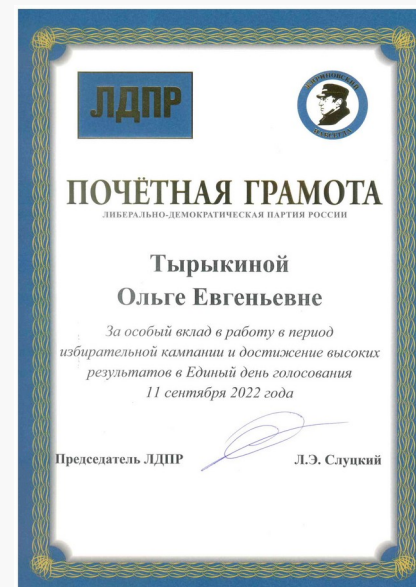 ЛДПР
ЖИРИНОВСКИЙ
ПОЧЁТНАЯ ГРАМОТА
ЛИБЕРАЛЬНО-ДЕМОКРАТИЧЕСКАЯ ПАРТИЯ РОССИИ
Тырыкиной
Ольге Евгеньевне
За особый вклад в работу в период
избирательной кампании и достижение высоких
результатов в Единый день голосования
11 сентября 2022 года
Председатель ЛДПР Л.Э. Слуцкий